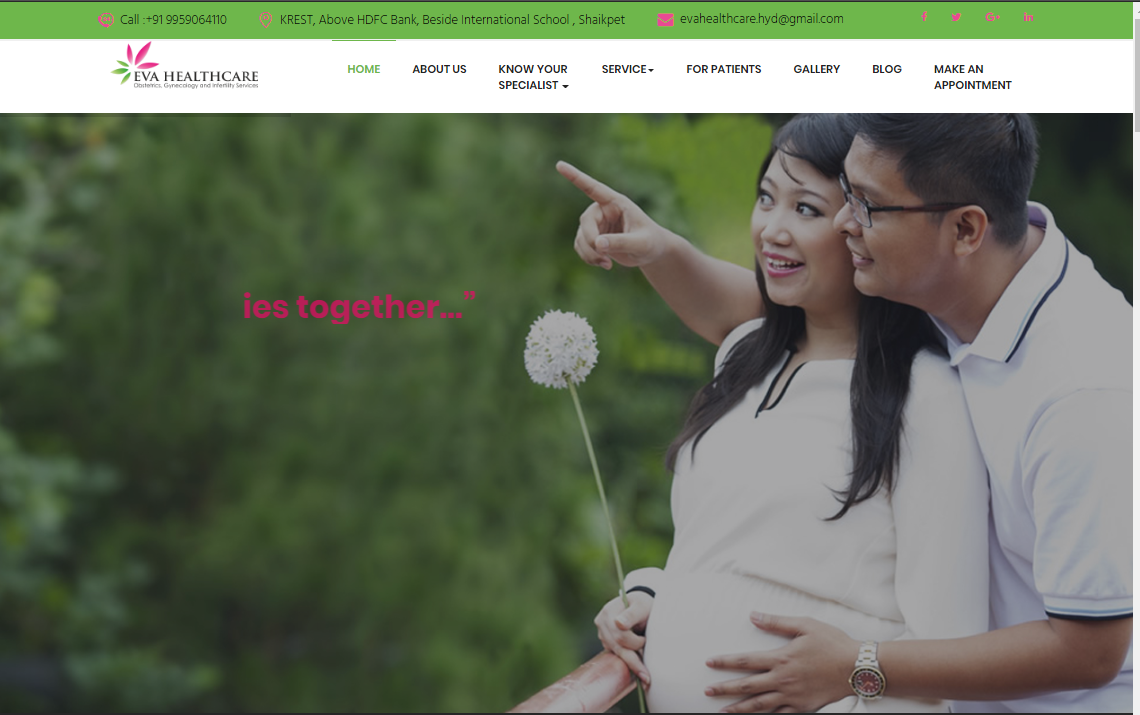 Call :+91 9959064110
KREST, Above HDFC Bank, Beside International School , Shaikpet
evahealthcare.hyd@gmail.com
f G+ in
EVA HEALTHCARE
Obstetrics, Gynecology and Infertility Services
HOME
ABOUT US
KNOW YOUR
SPECIALIST
SERVICE
FOR PATIENTS
GALLERY
BLOG
MAKE AN
APPOINTMENT
ies together..."